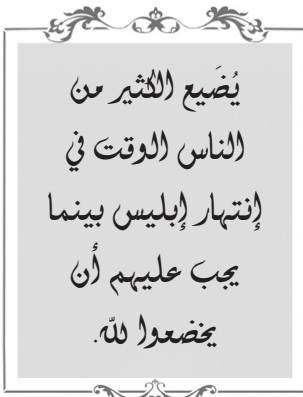 يُضَيع الكثير من
الناس الوقت في
إنتهار إبليس بينما
يجب عليهم أن
يخضعوا لله.